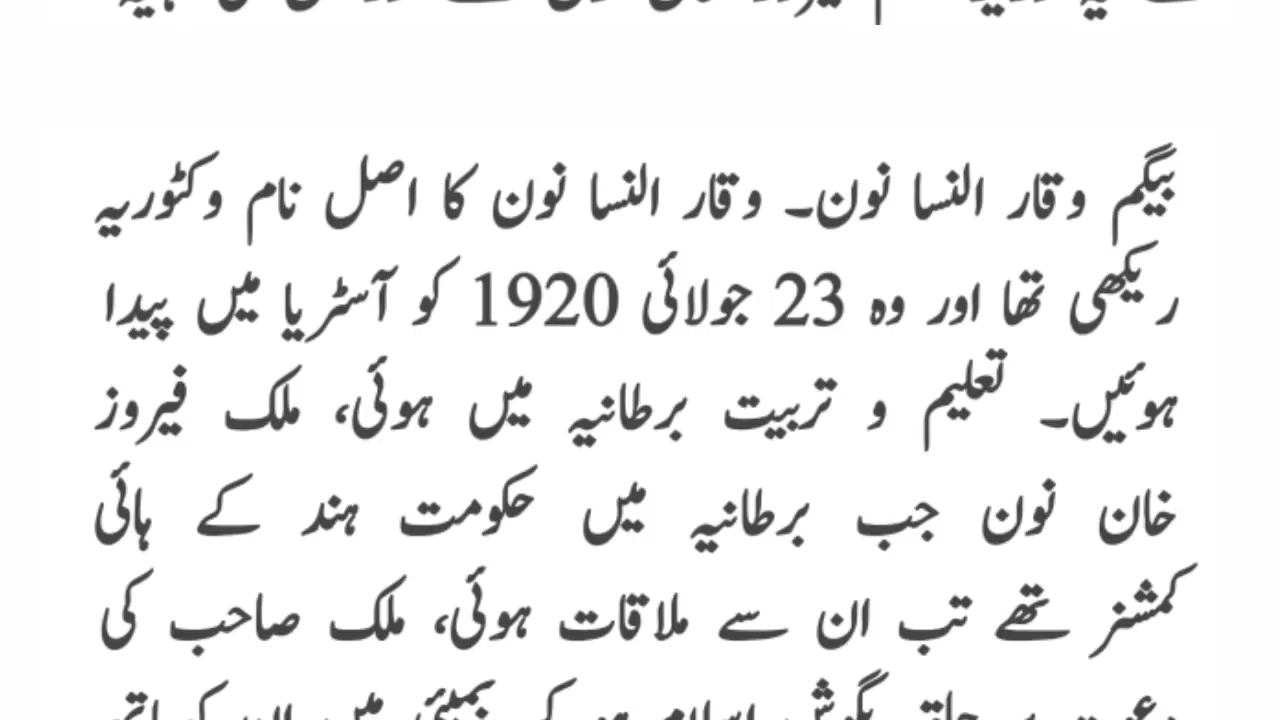 بیگم وقار النسا نون۔ وقار النسا نون کا اصل نام وکٹوریہ
ریکھی تھا اور وہ 23 جولائی 1920 کو آسٹریا میں پیدا
ہوئیں۔ تعلیم و تربیت برطانیہ میں ہوئی، ملک فیروز
خان نون جب برطانیہ میں حکومت ہند کے ہائی
کمشنر تھے تب ان سے ملاقات ہوئی، ملک صاحب کی